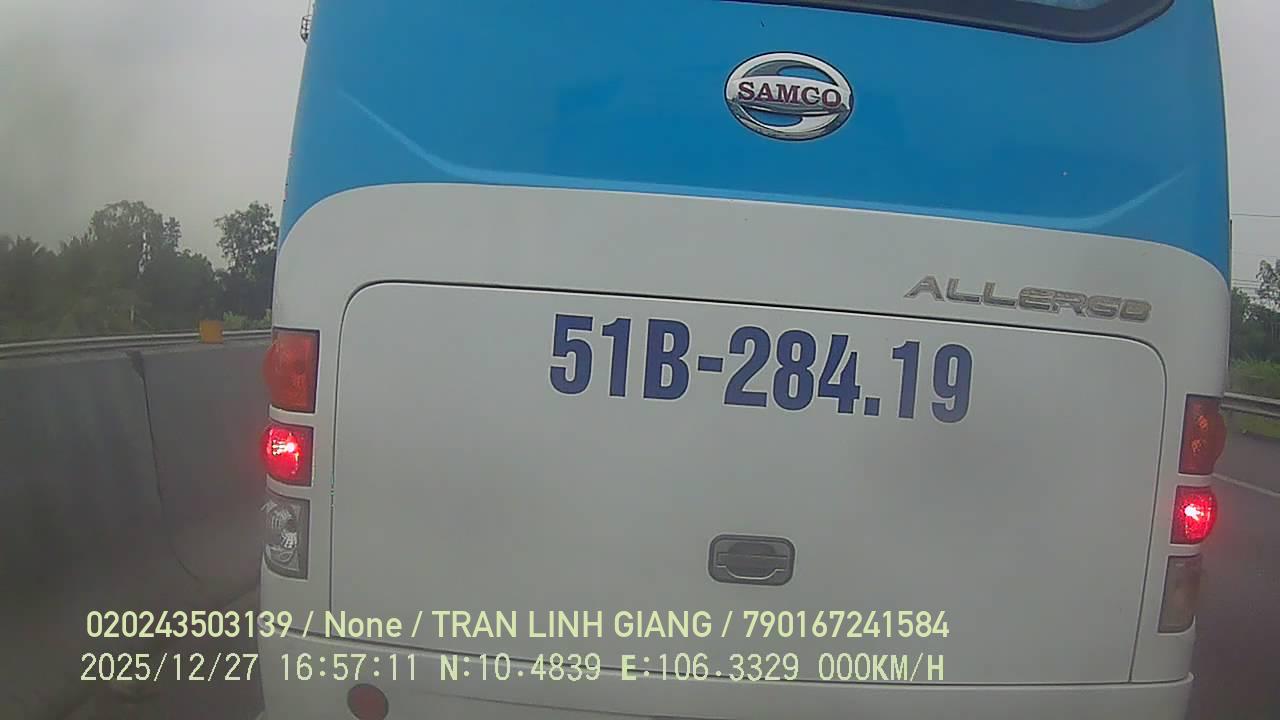 SAMCO
ALLERGO
51B-284.19
020243503139 / None / TRAN LINH GIANG / 790167241584
2025/12/27 16:57:11 N:10.4839 E:106.3329 000KM/H